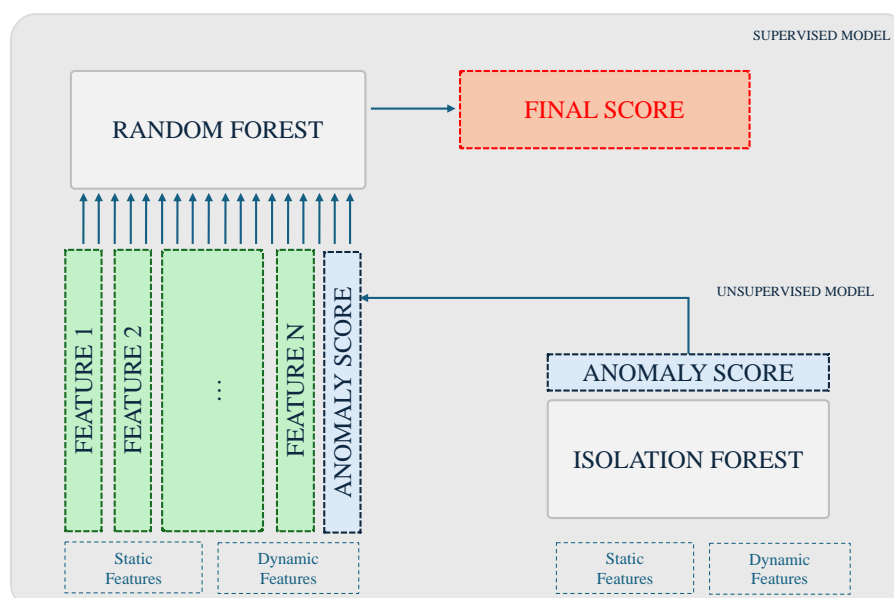 SUPERVISED MODEL
RANDOM FOREST
FINAL SCORE
FEATURE 1
FEATURE 2
...
FEATURE N
ANOMALY SCORE
UNSUPERVISED MODEL
ANOMALY SCORE
ISOLATION FOREST
Static
Features
Dynamic
Features
Static
Features
Dynamic
Features